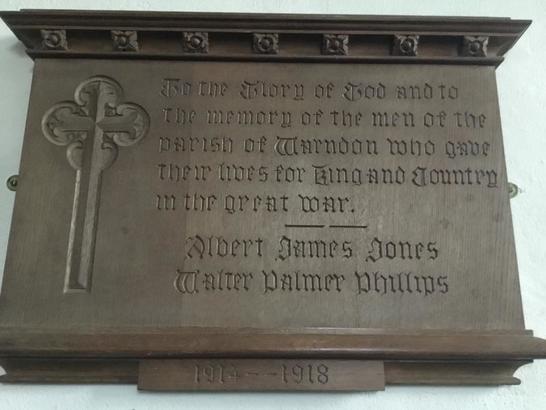 To the Glory of God and to
the memory of the men of the
parish of Warndon who gave
their lives for King and Country
in the great war.
Albert James Jones
Walter Palmer Phillips
1914--1918